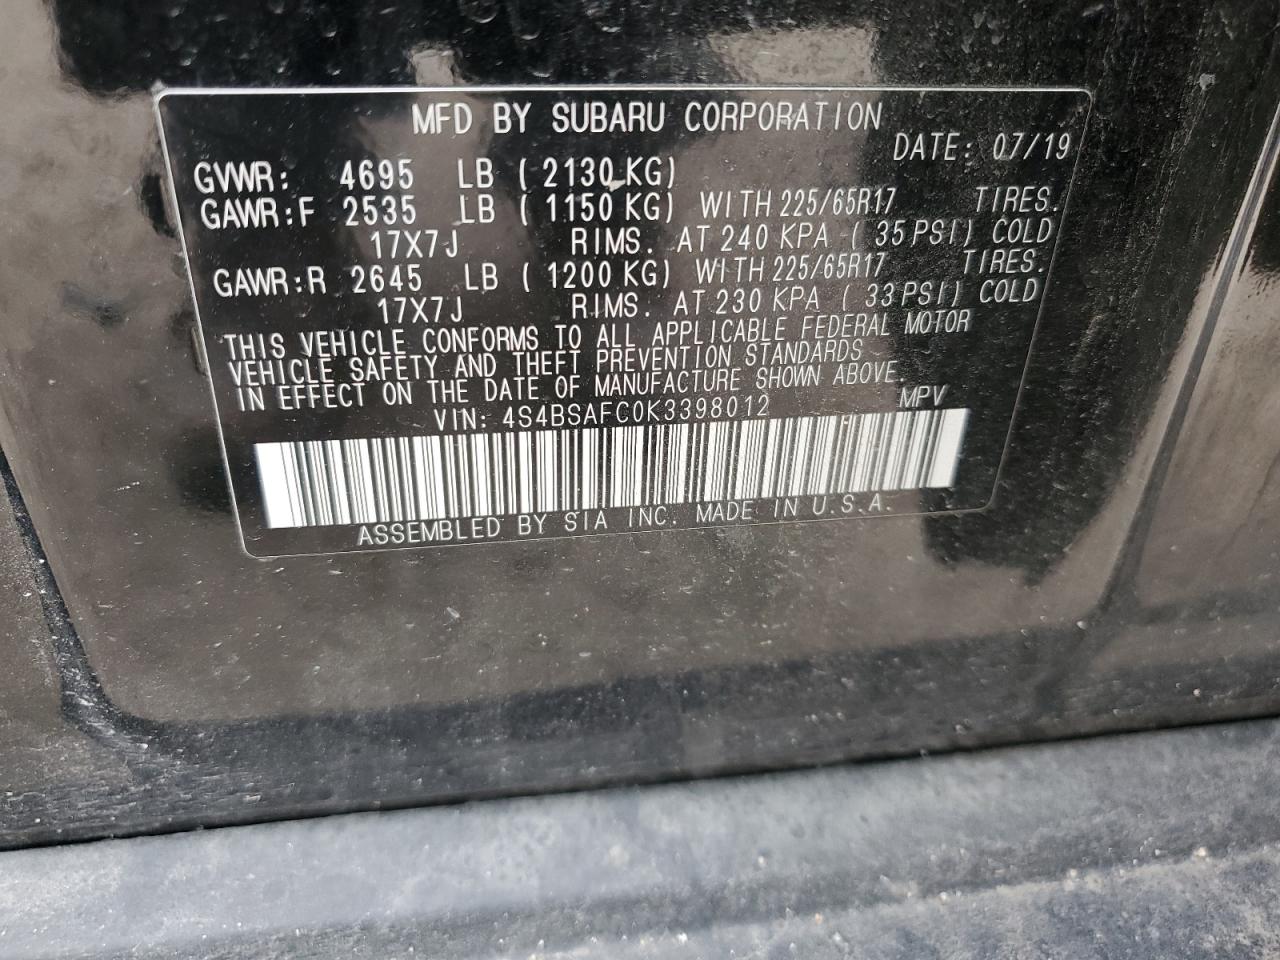 MFD BY SUBARU CORPORATION
DATE: 07/19
GVWR: 4695 LB ( 2130 KG)
GAWR:F 2535 LB ( 1150 KG) WITH 225/65R17 TIRES.
17X7J RIMS. AT 240 KPA ( 35 PSI) COLD
GAWR:R 2645 LB ( 1200 KG) WITH 225/65R17 TIRES.
17X7J RIMS. AT 230 KPA ( 33 PSI) COLD
THIS VEHICLE CONFORMS TO ALL APPLICABLE FEDERAL MOTOR
VEHICLE SAFETY AND THEFT PREVENTION STANDARDS
IN EFFECT ON THE DATE OF MANUFACTURE SHOWN ABOVE.
VIN: 4S4BSAFC0K3398012 MPV
ASSEMBLED BY SIA INC. MADE IN U.S.A.